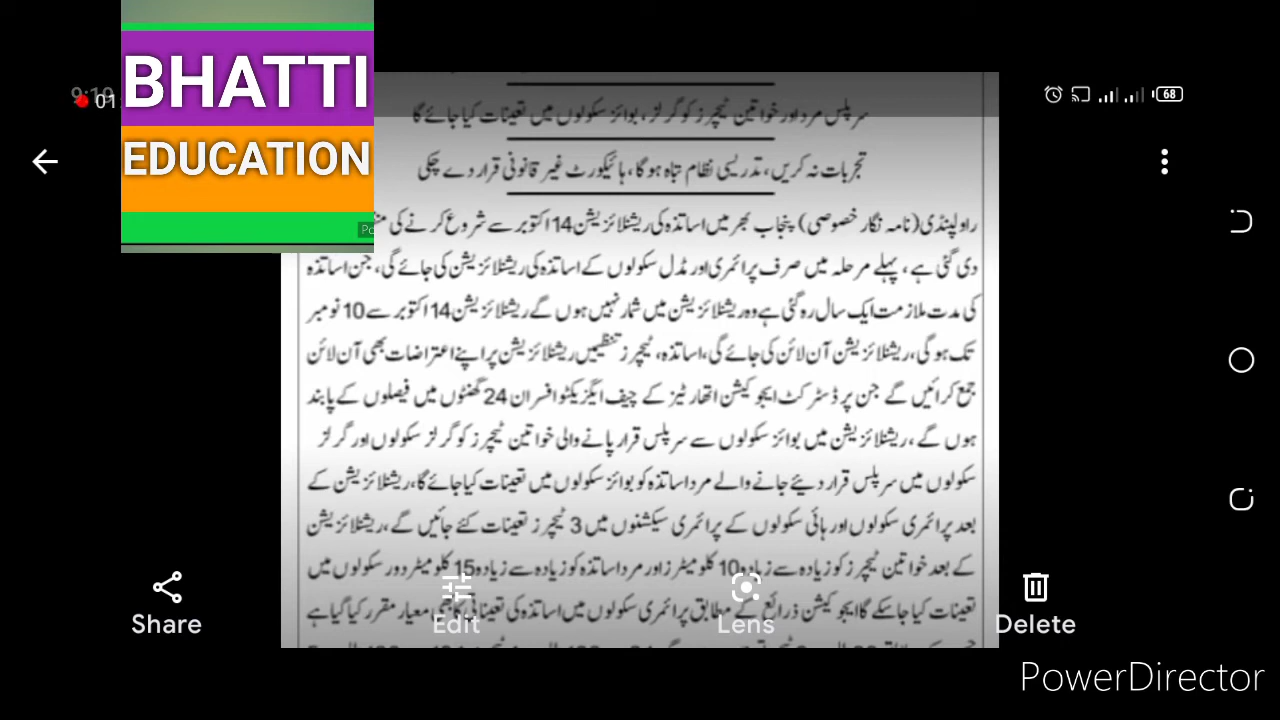 BHATTI
EDUCATION
9:19
01
68
سرپلس مرد اور خواتین ٹیچرز کو گرلز، بوائز سکولوں میں تعینات کیا جائے گا
تجربات نہ کریں، تدریسی نظام تباہ ہوگا، ہائیکورٹ غیر قانونی قرار دے چکی
راولپنڈی (نامہ نگار خصوصی) پنجاب بھر میں اساتذہ کی ریشنلائزیشن 14 اکتوبر سے شروع کرنے کی
دی گئی ہے، پہلے مرحلہ میں صرف پرائمری اور مڈل سکولوں کے اساتذہ کی ریشنلائزیشن کی جائے گی، جن اساتذہ
کی مدت ملازمت ایک سال رہ گئی ہے وہ ریشنلائزیشن میں شمار نہیں ہوں گے ریشنلائزیشن 14 اکتوبر سے 10 نومبر
تک ہوگی، ریشنلائزیشن آن لائن کی جائے گی، اساتذہ، ٹیچرز تنظیمیں ریشنلائزیشن پر اپنے اعتراضات بھی آن لائن
جمع کرائیں گے جن پر ڈسٹرکٹ ایجوکیشن اتھارٹیز کے چیف ایگزیکٹو افسران 24 گھنٹوں میں فیصلوں کے پابند
ہوں گے، ریشنلائزیشن میں بوائز سکولوں سے سرپلس قرار پانے والی خواتین ٹیچرز کو گرلز سکولوں اور گرلز
سکولوں میں سرپلس قرار دیئے جانے والے مرد اساتذہ کو بوائز سکولوں میں تعینات کیا جائے گا، ریشنلائزیشن کے
بعد پرائمری سکولوں اور ہائی سکولوں کے پرائمری سیکشنوں میں 3 ٹیچرز تعینات کئے جائیں گے، ریشنلائزیشن
کے بعد خواتین ٹیچرز کو زیادہ سے زیادہ 10 کلومیٹرز اور مرد اساتذہ کو زیادہ سے زیادہ 15 کلومیٹر دور سکولوں میں
تعینات کیا جا سکے گا ایجوکیشن ذرائع کے مطابق پرائمری سکولوں میں اساتذہ کی تعیناتی کا بھی معیار مقرر کیا گیا ہے
Share
Edit
Lens
Delete
PowerDirector